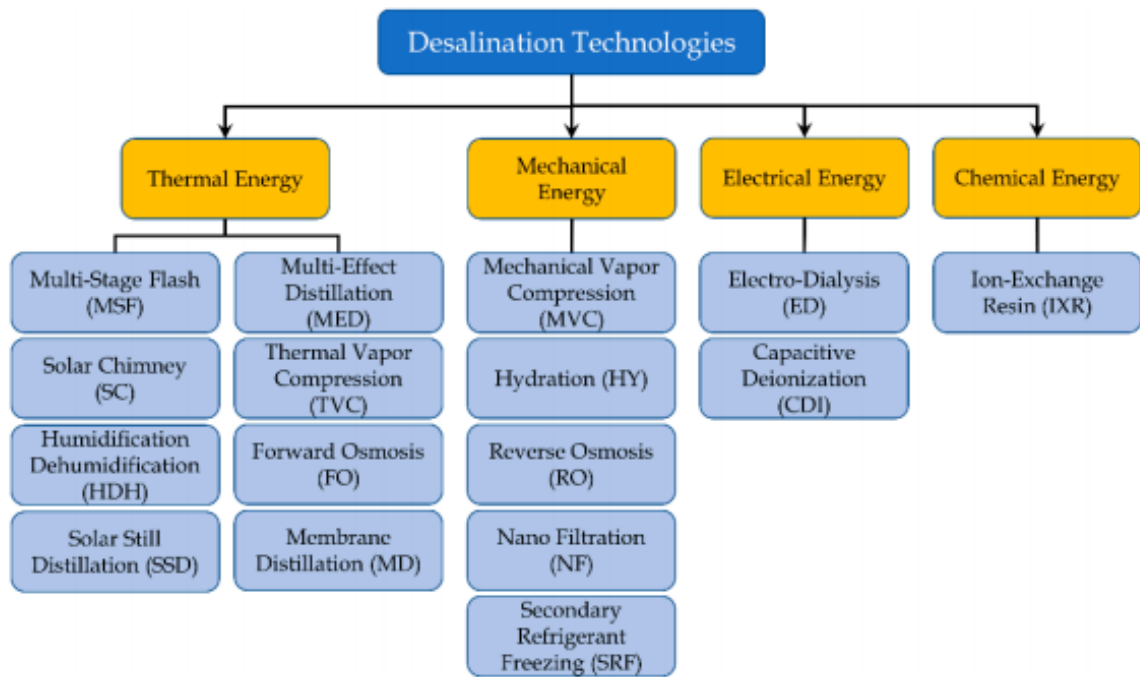 Desalination Technologies
Thermal Energy
Mechanical
Energy
Electrical Energy
Chemical Energy
Multi-Stage Flash
(MSF)
Solar Chimney
(SC)
Humidification
Dehumidification
(HDH)
Solar Still
Distillation (SSD)
Multi-Effect
Distillation
(MED)
Thermal Vapor
Compression
(TVC)
Forward Osmosis
(FO)
Membrane
Distillation (MD)
Mechanical Vapor
Compression
(MVC)
Hydration (HY)
Reverse Osmosis
(RO)
Nano Filtration
(NF)
Secondary
Refrigerant
Freezing (SRF)
Electro-Dialysis
(ED)
Capacitive
Deionization
(CDI)
Ion-Exchange
Resin (IXR)